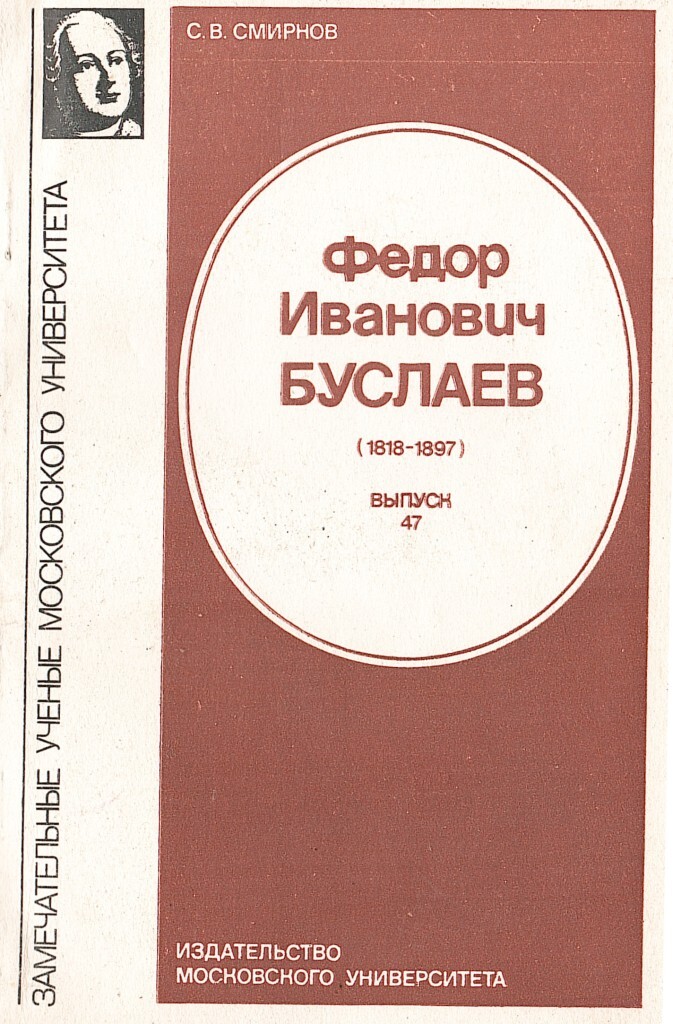 С. В. СМИРНОВ
ЗАМЕЧАТЕЛЬНЫЕ УЧЕНЫЕ МОСКОВСКОГО УНИВЕРСИТЕТА
Федор
Иванович
БУСЛАЕВ
(1818-1897)
ВЫПУСК
47
ИЗДАТЕЛЬСТВО
МОСКОВСКОГО УНИВЕРСИТЕТА